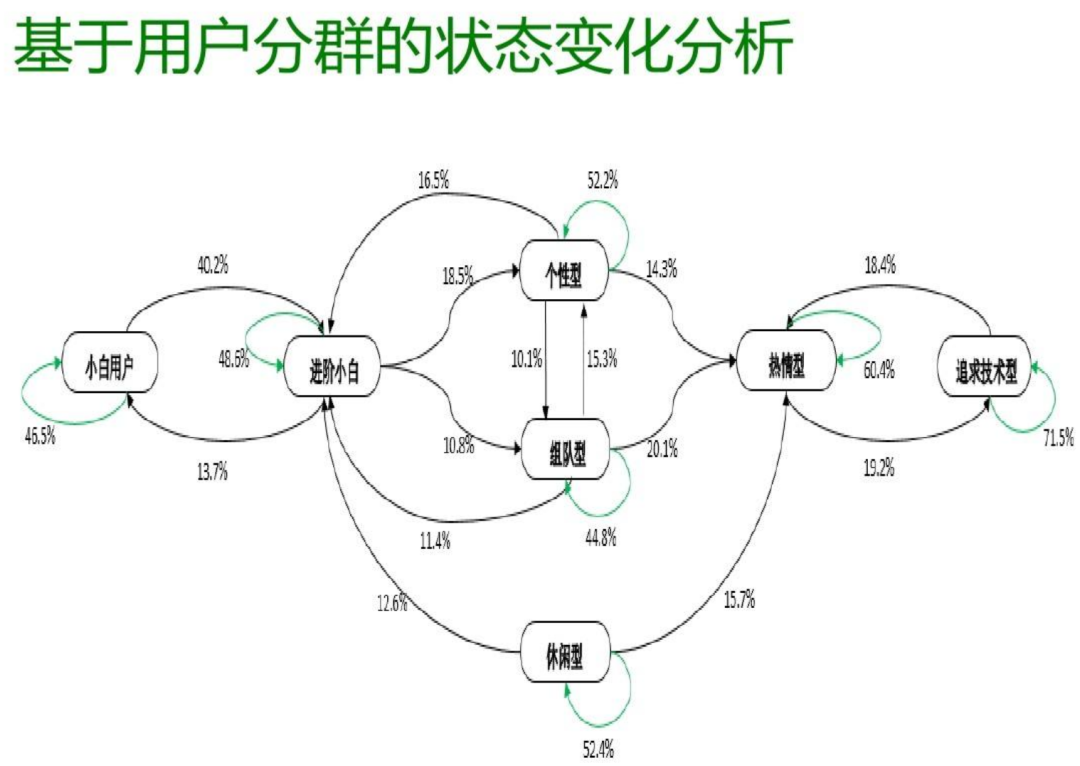 基于用户分群的状态变化分析
16.5%
52.2%
40.2%
18.5%
个性型
14.3%
18.4%
小白用户
48.6%
进阶小白
10.1%
15.3%
热情型
60.4%
追求技术型
46.5%
10.8%
组队型
20.1%
71.5%
13.7%
19.2%
11.4%
44.8%
12.6%
15.7%
休闲型
52.4%